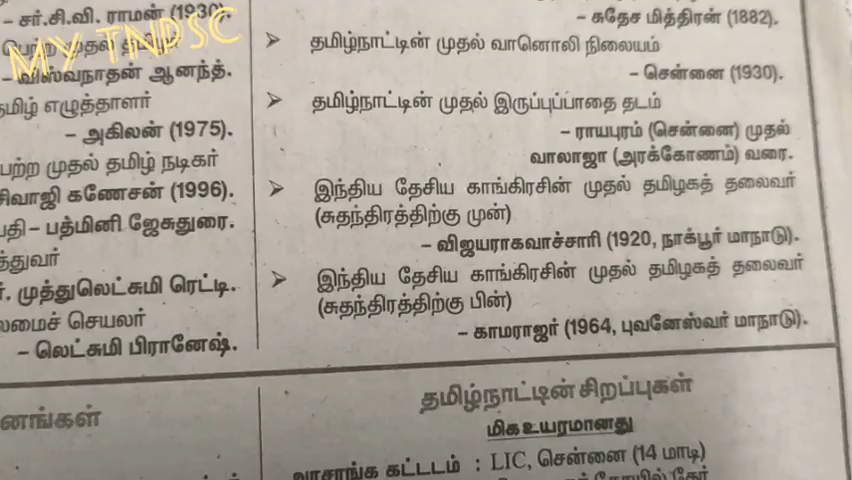 MY TNDSC
– சர்.சி.வி. ராமன் (1930).
முதல்
– விஸ்வநாதன் ஆனந்த்.
தமிழ் எழுத்தாளர்
– அகிலன் (1975).
பெற்ற முதல் தமிழ் நடிகர்
சிவாஜி கணேசன் (1996).
பதி – பத்மினி ஜேசுதுரை.
த்துவர்
ர். முத்துலெட்சுமி ரெட்டி.
லமைச் செயலர்
– லெட்சுமி பிரானேஷ்.
னங்கள்
– சுதேச மித்திரன் (1882).
➤ தமிழ்நாட்டின் முதல் வானொலி நிலையம்
– சென்னை (1930).
➤ தமிழ்நாட்டின் முதல் இருப்புப்பாதை தடம்
– ராயபுரம் (சென்னை) முதல்
வாலாஜா (அரக்கோணம்) வரை.
➤ இந்திய தேசிய காங்கிரசின் முதல் தமிழகத் தலைவர்
(சுதந்திரத்திற்கு முன்)
– விஜயராகவாச்சாரி (1920, நாக்பூர் மாநாடு).
➤ இந்திய தேசிய காங்கிரசின் முதல் தமிழகத் தலைவர்
(சுதந்திரத்திற்கு பின்)
– காமராஜர் (1964, புவனேஸ்வர் மாநாடு).
தமிழ்நாட்டின் சிறப்புகள்
மிக உயரமானது
அரசாங்க கட்டடம் : LIC, சென்னை (14 மாடி)